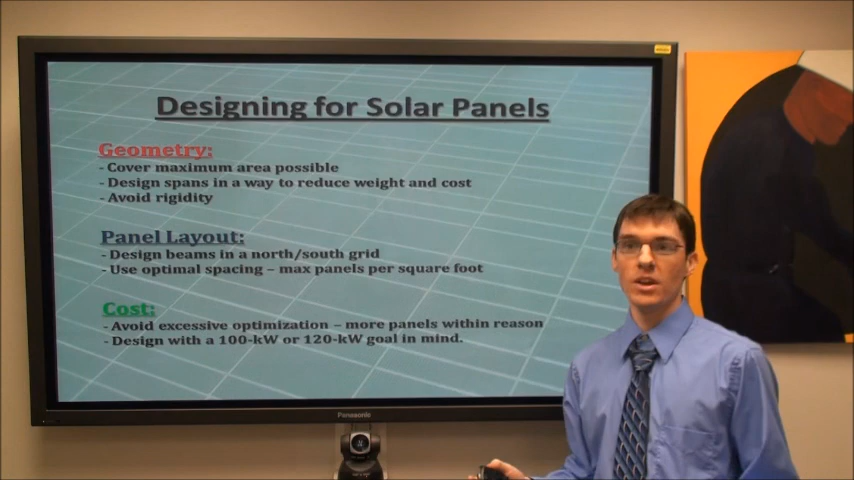 Designing for Solar Panels
Geometry:
- Cover maximum area possible
- Design spans in a way to reduce weight and cost
- Avoid rigidity
Panel Layout:
- Design beams in a north/south grid
- Use optimal spacing – max panels per square foot
Cost:
- Avoid excessive optimization – more panels within reason
- Design with a 100-kW or 120-kW goal in mind.
Panasonic